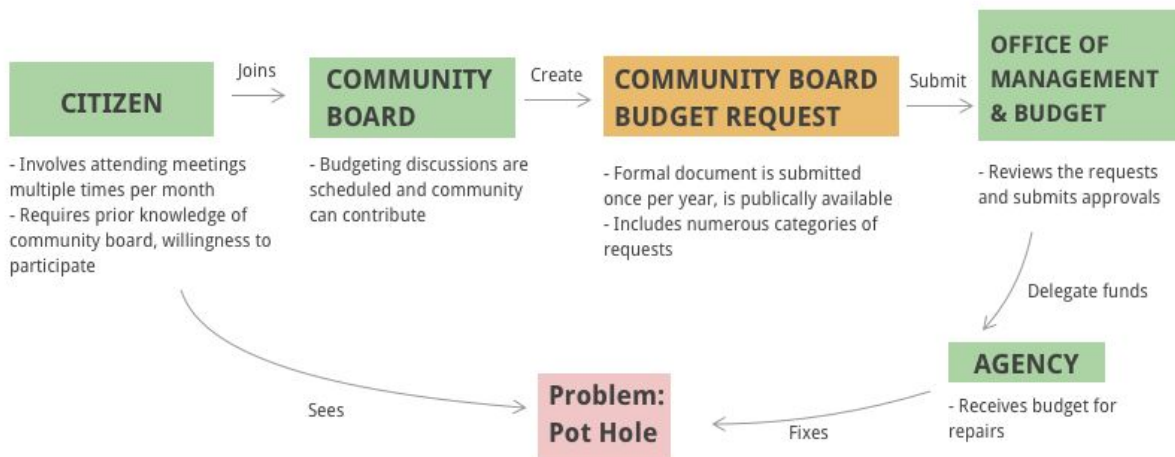 CITIZEN
- Involves attending meetings
multiple times per month
- Requires prior knowledge of
community board, willingness to
participate
Joins
COMMUNITY
BOARD
- Budgeting discussions are
scheduled and community
can contribute
Create
COMMUNITY BOARD
BUDGET REQUEST
- Formal document is submitted
once per year, is publically available
- Includes numerous categories of
requests
Submit
OFFICE OF
MANAGEMENT
& BUDGET
- Reviews the requests
and submits approvals
Delegate funds
AGENCY
- Receives budget for
repairs
Fixes
Sees
Problem:
Pot Hole